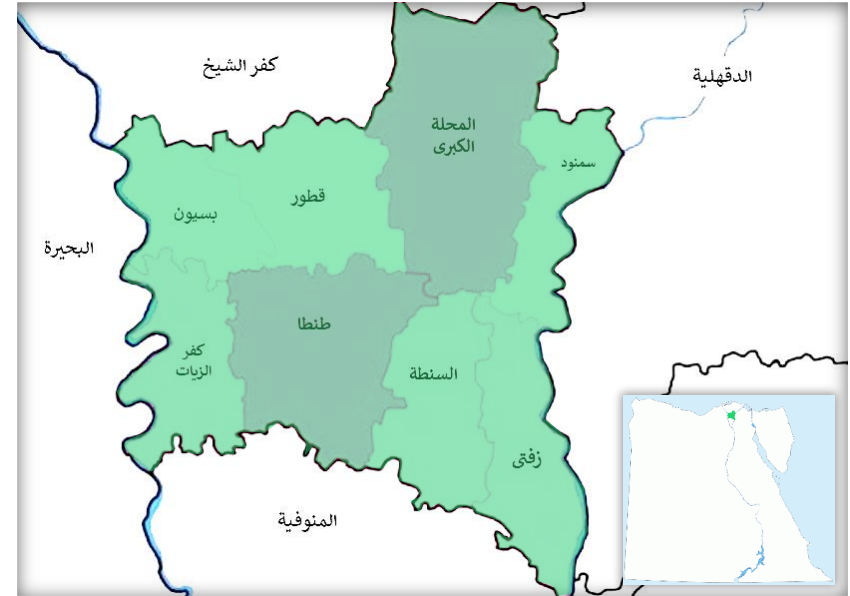 كفر الشيخ
الدقهلية
المحلة
الكبرى
سمنود
قطور
بسيون
البحيرة
طنطا
كفر
الزيات
السنطة
زفتى
المنوفية